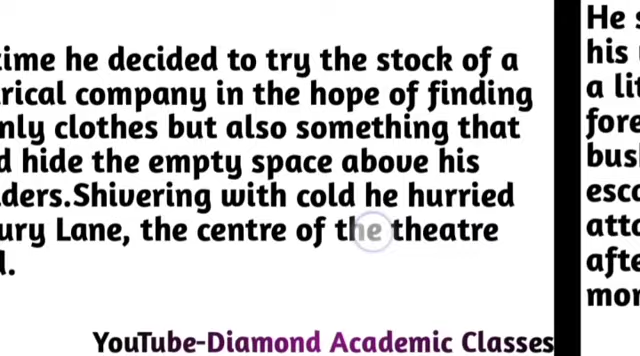 time he decided to try the stock of a
rical company in the hope of finding
nly clothes but also something that
d hide the empty space above his
lders.Shivering with cold he hurried
ury Lane, the centre of the theatre
d.
YouTube-Diamond Academic Classes
He s
his
a lit
fore
bus
esc
atta
afte
mor